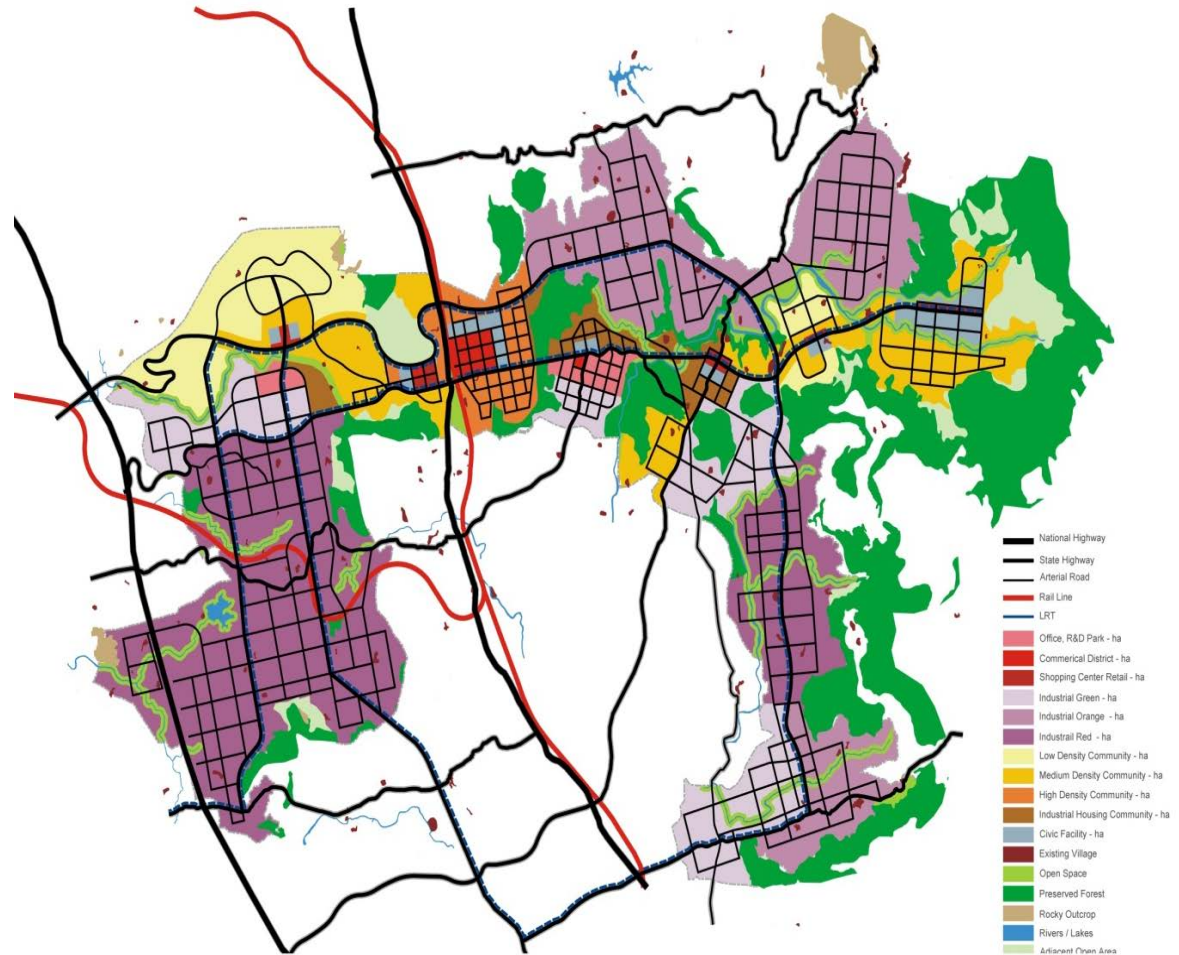 National Highway
State Highway
Arterial Road
Rail Line
LRT
Office, R&D Park - ha
Commerical District - ha
Shopping Center Retail - ha
Industrial Green - ha
Industrial Orange - ha
Industrail Red - ha
Low Density Community - ha
Medium Density Community - ha
High Density Community - ha
Industrial Housing Community - ha
Civic Facility - ha
Existing Village
Open Space
Preserved Forest
Rocky Outcrop
Rivers / Lakes
Adjacent Open Area